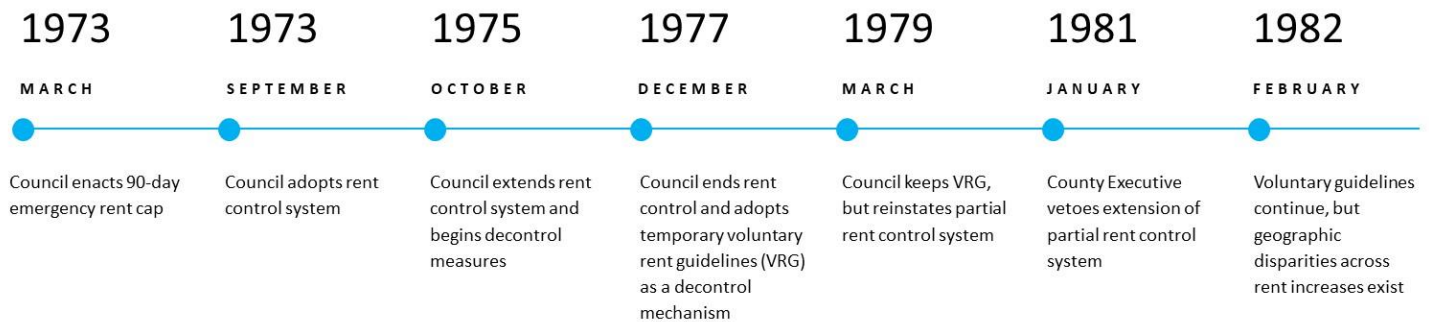 1973
MARCH
Council enacts 90-day
emergency rent cap
1973
SEPTEMBER
Council adopts rent
control system
1975
OCTOBER
Council extends rent
control system and
begins decontrol
measures
1977
DECEMBER
Council ends rent
control and adopts
temporary voluntary
rent guidelines (VRG)
as a decontrol
mechanism
1979
MARCH
Council keeps VRG,
but reinstates partial
rent control system
1981
JANUARY
County Executive
vetoes extension of
partial rent control
system
1982
FEBRUARY
Voluntary guidelines
continue, but
geographic
disparities across
rent increases exist